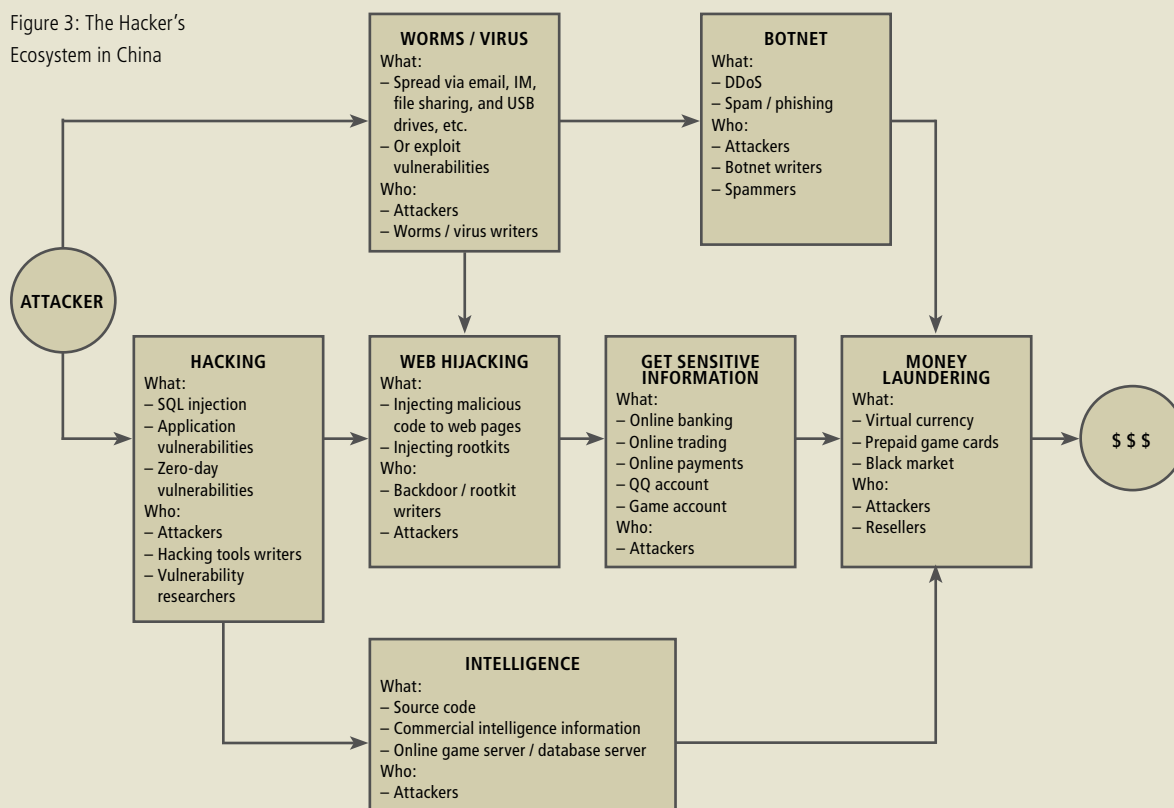 Figure 3: The Hacker's
Ecosystem in China
WORMS / VIRUS
What:
– Spread via email, IM,
file sharing, and USB
drives, etc.
– Or exploit
vulnerabilities
Who:
– Attackers
– Worms / virus writers
BOTNET
What:
– DDoS
– Spam / phishing
Who:
– Attackers
– Botnet writers
– Spammers
ATTACKER
HACKING
What:
– SQL injection
– Application
vulnerabilities
– Zero-day
vulnerabilities
Who:
– Attackers
– Hacking tools writers
– Vulnerability
researchers
WEB HIJACKING
What:
– Injecting malicious
code to web pages
– Injecting rootkits
Who:
– Backdoor / rootkit
writers
– Attackers
GET SENSITIVE
INFORMATION
What:
– Online banking
– Online trading
– Online payments
– QQ account
– Game account
Who:
– Attackers
MONEY
LAUNDERING
What:
– Virtual currency
– Prepaid game cards
– Black market
Who:
– Attackers
– Resellers
$ $ $
INTELLIGENCE
What:
– Source code
– Commercial intelligence information
– Online game server / database server
Who:
– Attackers